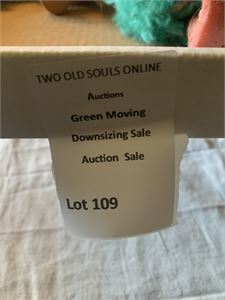 TWO OLD SOULS ONLINE
Auctions
Green Moving
Downsizing Sale
Auction Sale
Lot 109